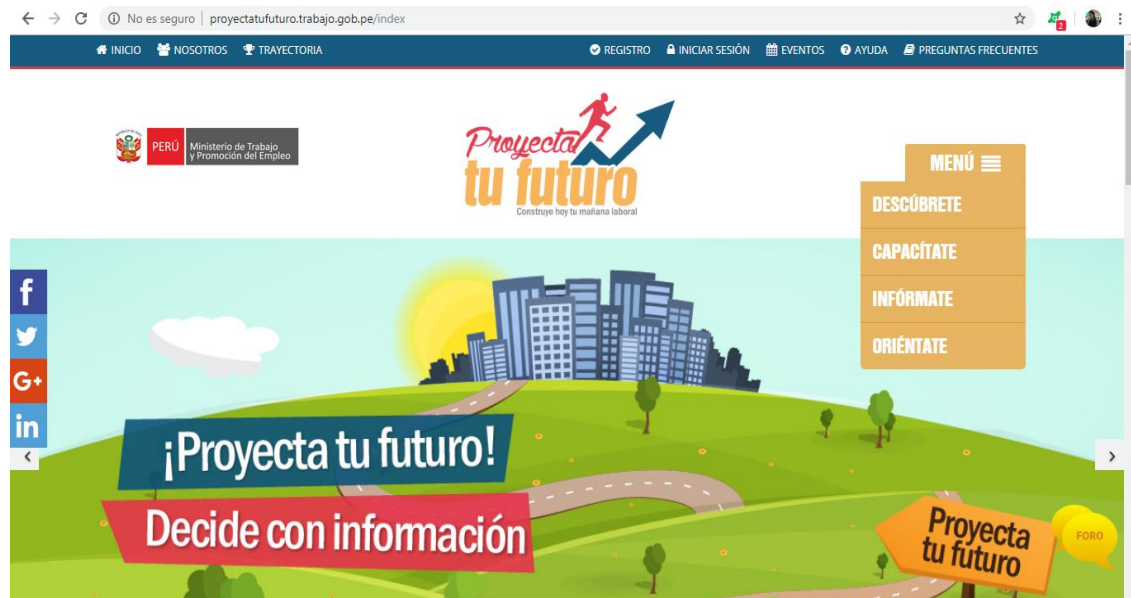 No es seguro | proyectatufuturo.trabajo.gob.pe/index
2
INICIO NOSOTROS TRAYECTORIA REGISTRO INICIAR SESIÓN EVENTOS AYUDA PREGUNTAS FRECUENTES
PERÚ
Ministerio de Trabajo
y Promoción del Empleo
Proyecta
tu futuro
Construye hoy tu mañana laboral
MENÚ
DESCÚBRETE
CAPACÍTATE
INFÓRMATE
ORIÉNTATE
f
G+
in
¡Proyecta tu futuro!
Decide con información
Proyecta
tu futuro
FORO